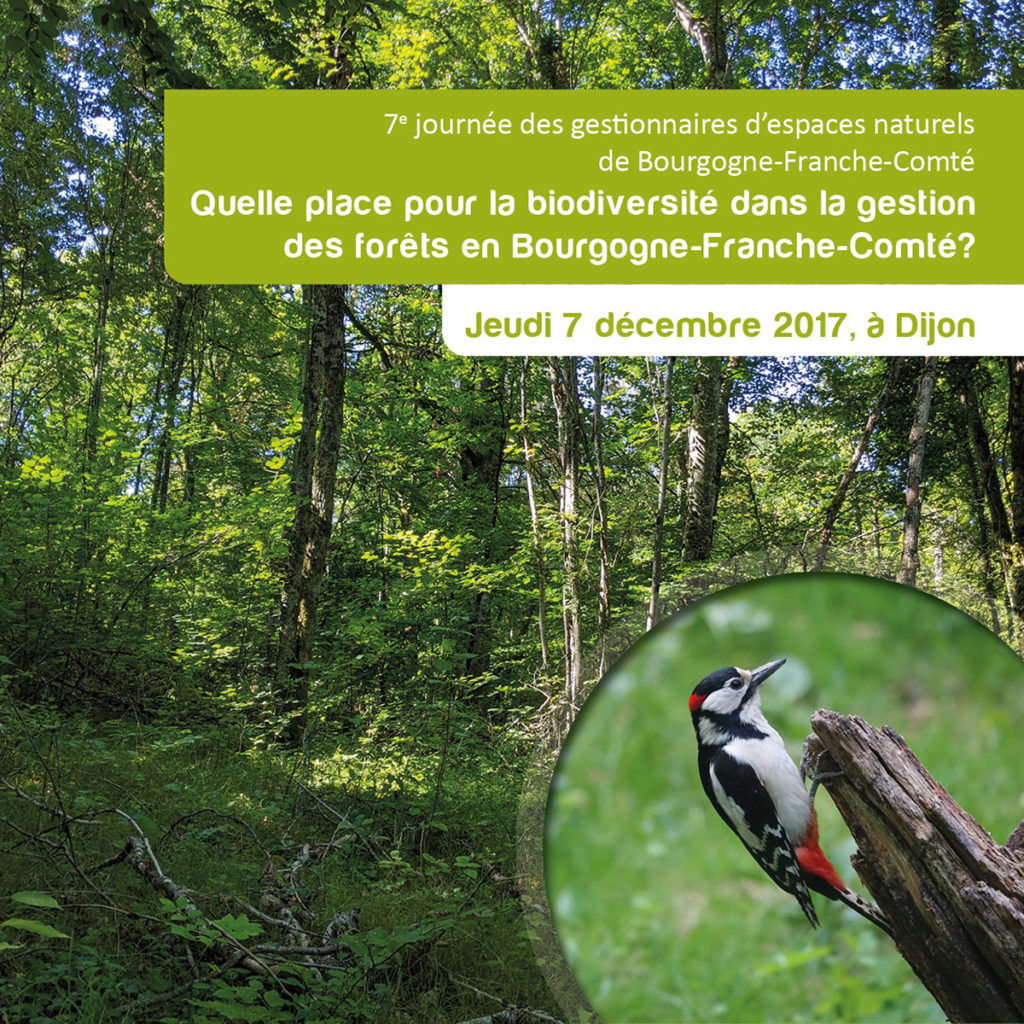 7e journée des gestionnaires d’espaces naturels
de Bourgogne-Franche-Comté
Quelle place pour la biodiversité dans la gestion
des forêts en Bourgogne-Franche-Comté?
Jeudi 7 décembre 2017, à Dijon